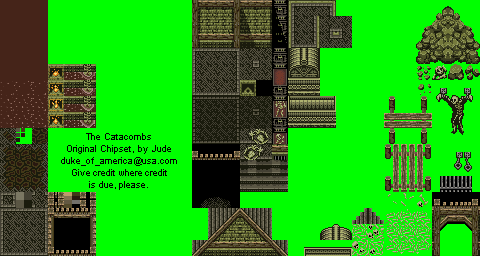 The Catacombs
Original Chipset, by Jude
duke_of_america@usa.com
Give credit where credit
is due, please.